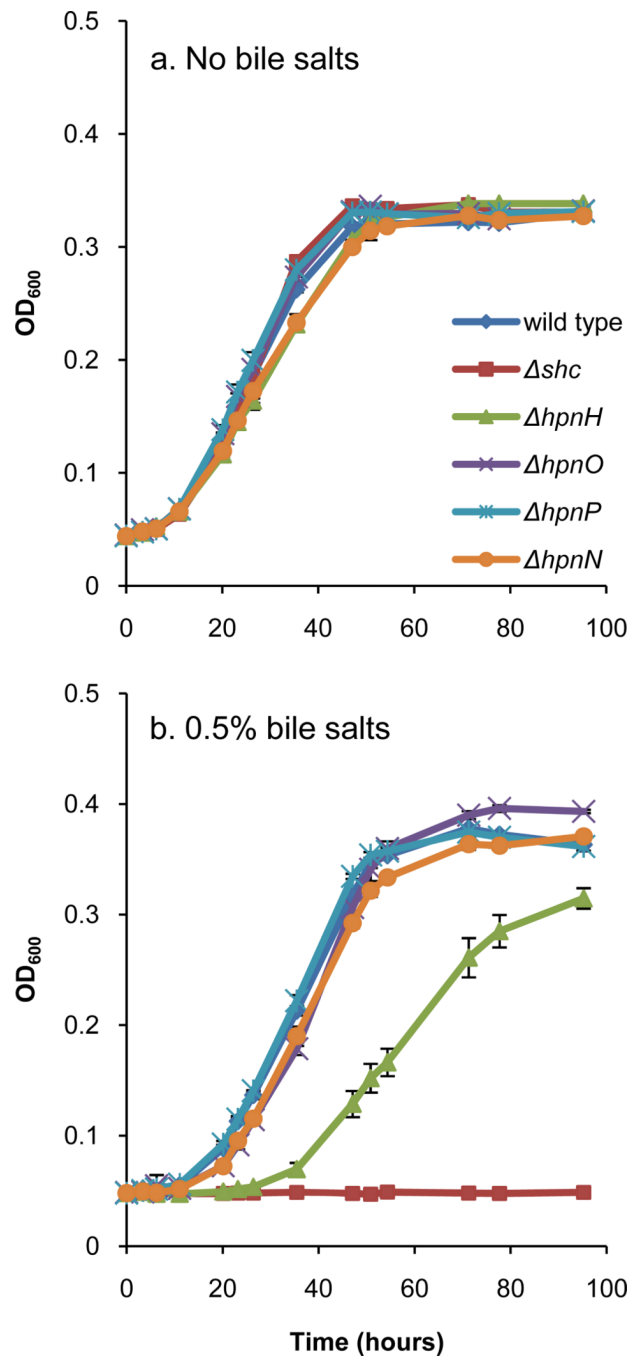 0.5
a. No bile salts
0.4
0.3
OD600
wild type
0.2
Δshc
ΔhpnH
ΔhpnO
0.1
ΔhpnP
ΔhpnN
0
0 20 40 60 80 100
0.5
b. 0.5% bile salts
0.4
0.3
OD600
0.2
0.1
0
0 20 40 60 80 100
Time (hours)